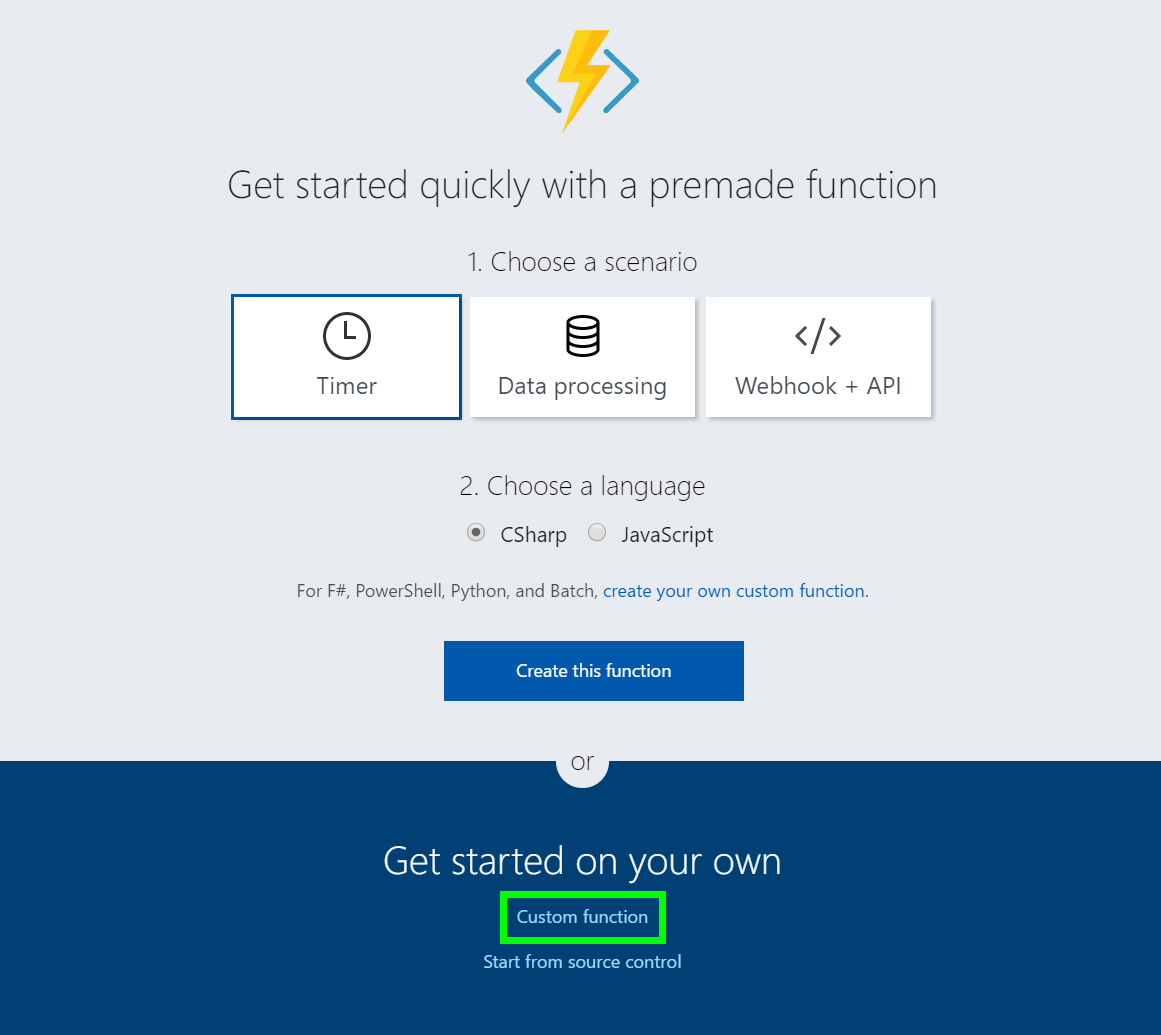 Get started quickly with a premade function
1. Choose a scenario
Timer
Data processing
Webhook + API
2. Choose a language
CSharp JavaScript
For F#, PowerShell, Python, and Batch, create your own custom function.
Create this function
or
Get started on your own
Custom function
Start from source control